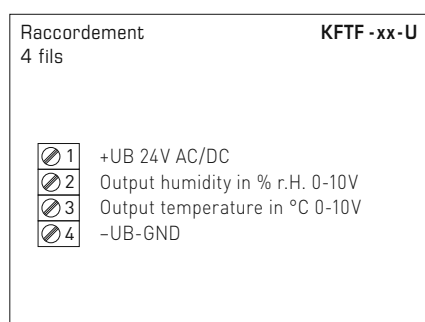 Raccordement KFTF - xx - U
4 fils
1 +UB 24V AC/DC
2 Output humidity in % r.H. 0-10V
3 Output temperature in °C 0-10V
4 –UB-GND